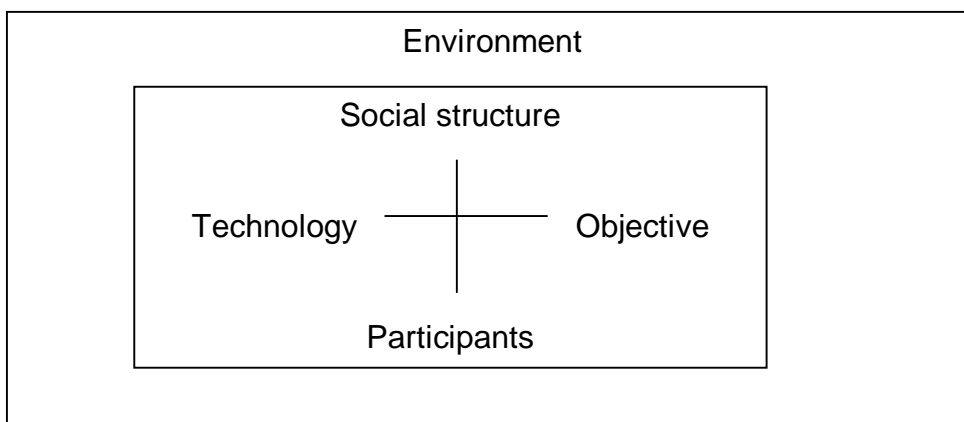 Environment
Social structure
Technology Objective
Participants